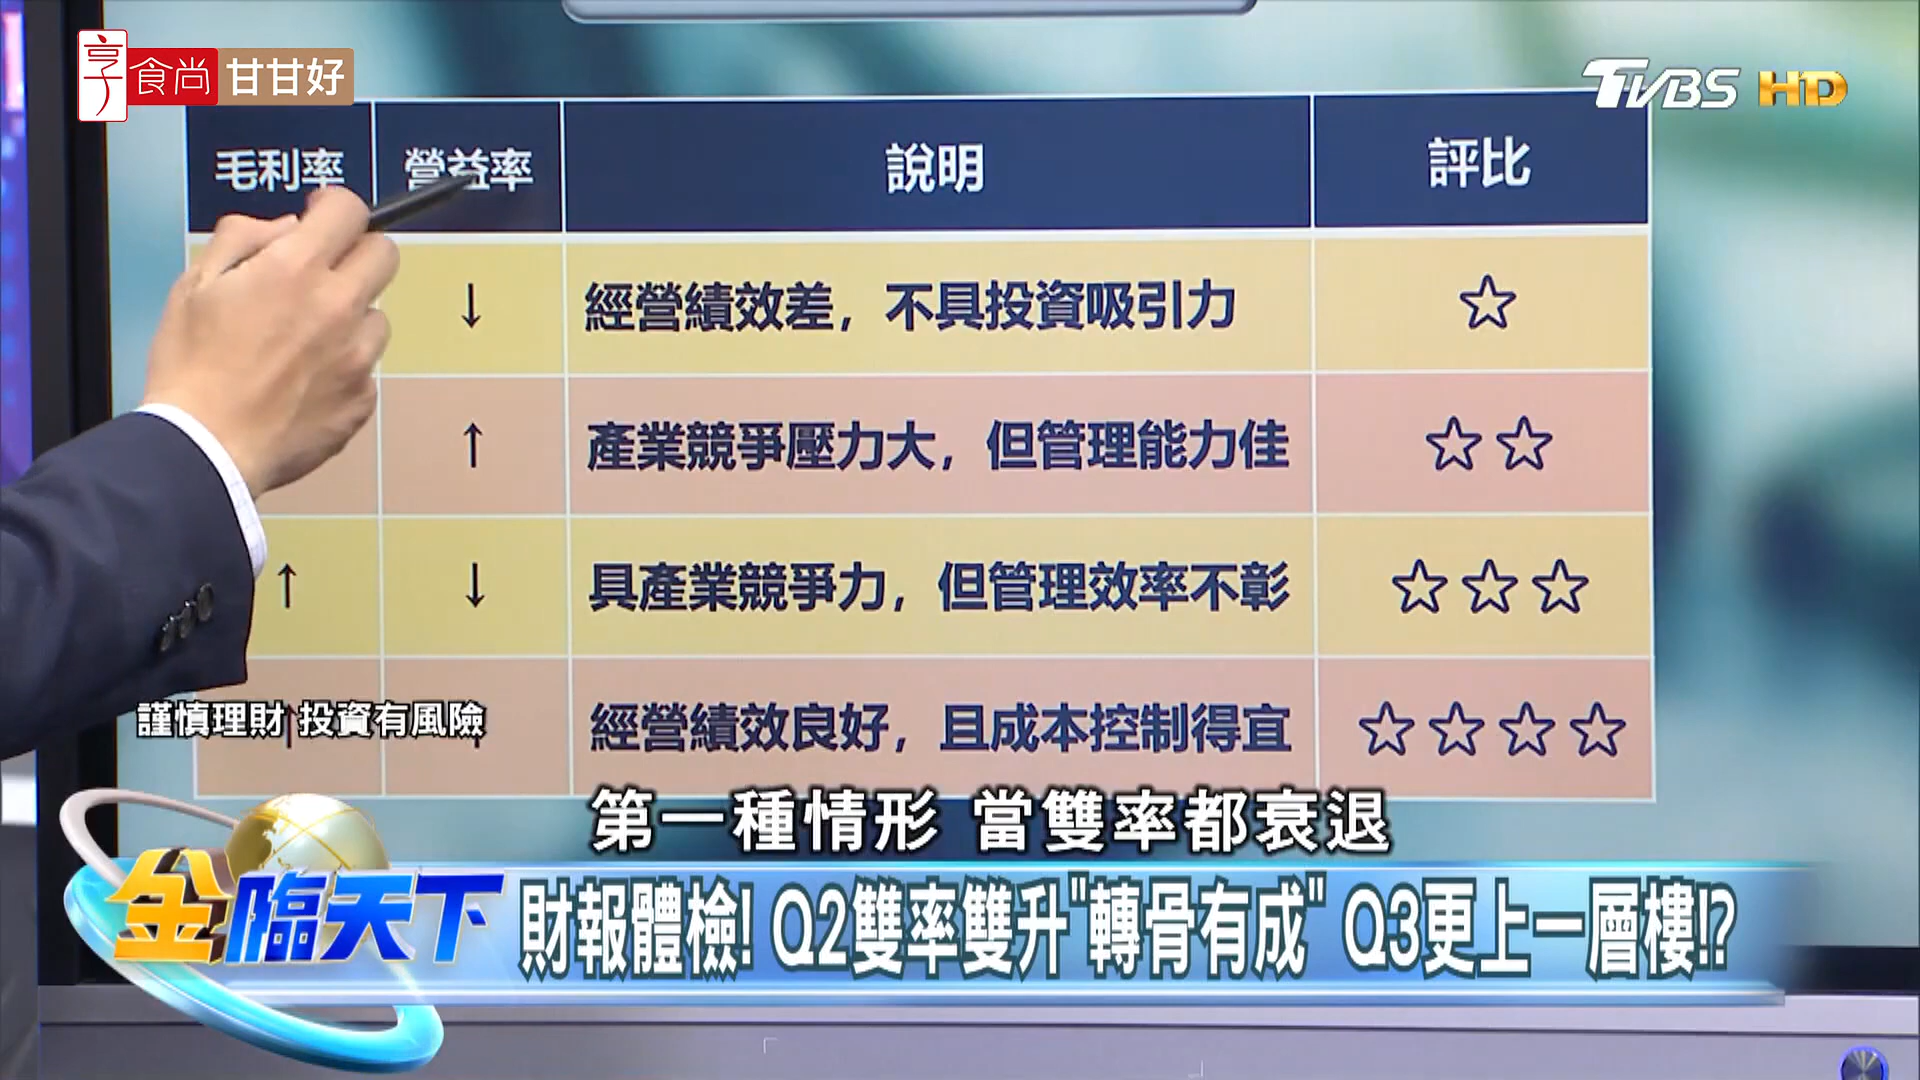 享食尚 甘甘好
TVBS HD
毛利率 營益率 說明 評比
↓ 經營績效差，不具投資吸引力 ☆
↑ 產業競爭壓力大，但管理能力佳 ☆☆
↑ ↓ 具產業競爭力，但管理效率不彰 ☆☆☆
經營績效良好，且成本控制得宜 ☆☆☆☆
謹慎理財 投資有風險
第一種情形 當雙率都衰退
金臨天下
財報體檢! Q2雙率雙升"轉骨有成" Q3更上一層樓!?